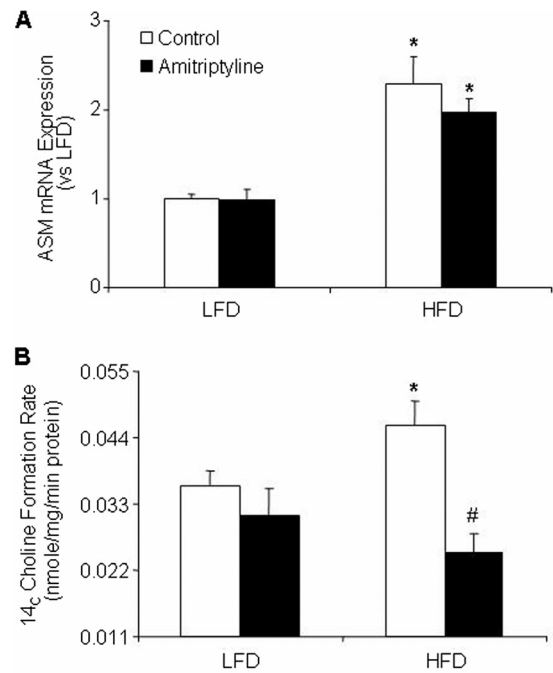 A
ASM mRNA Expression
(vs LFD)
3
2
1
0
Control
Amitriptyline
*
*
LFD
HFD
B
14c Choline Formation Rate
(nmole/mg/min protein)
0.055
0.044
0.033
0.022
0.011
*
#
LFD
HFD